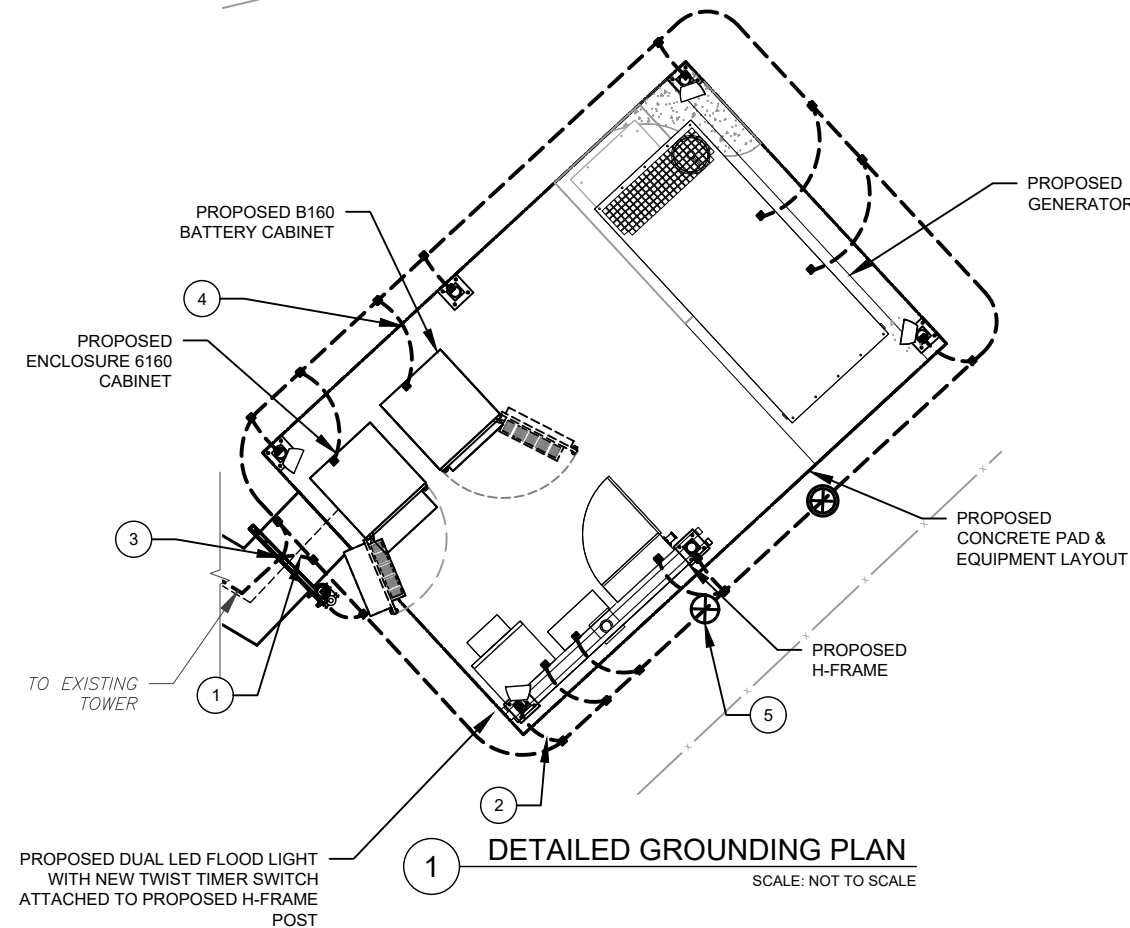 PROPOSED
GENERATOR
PROPOSED B160
BATTERY CABINET
4
PROPOSED
ENCLOSURE 6160
CABINET
3
PROPOSED
CONCRETE PAD &
EQUIPMENT LAYOUT
PROPOSED
H-FRAME
TO EXISTING
TOWER
1
5
2
1
DETAILED GROUNDING PLAN
SCALE: NOT TO SCALE
PROPOSED DUAL LED FLOOD LIGHT
WITH NEW TWIST TIMER SWITCH
ATTACHED TO PROPOSED H-FRAME
POST
x
x
x